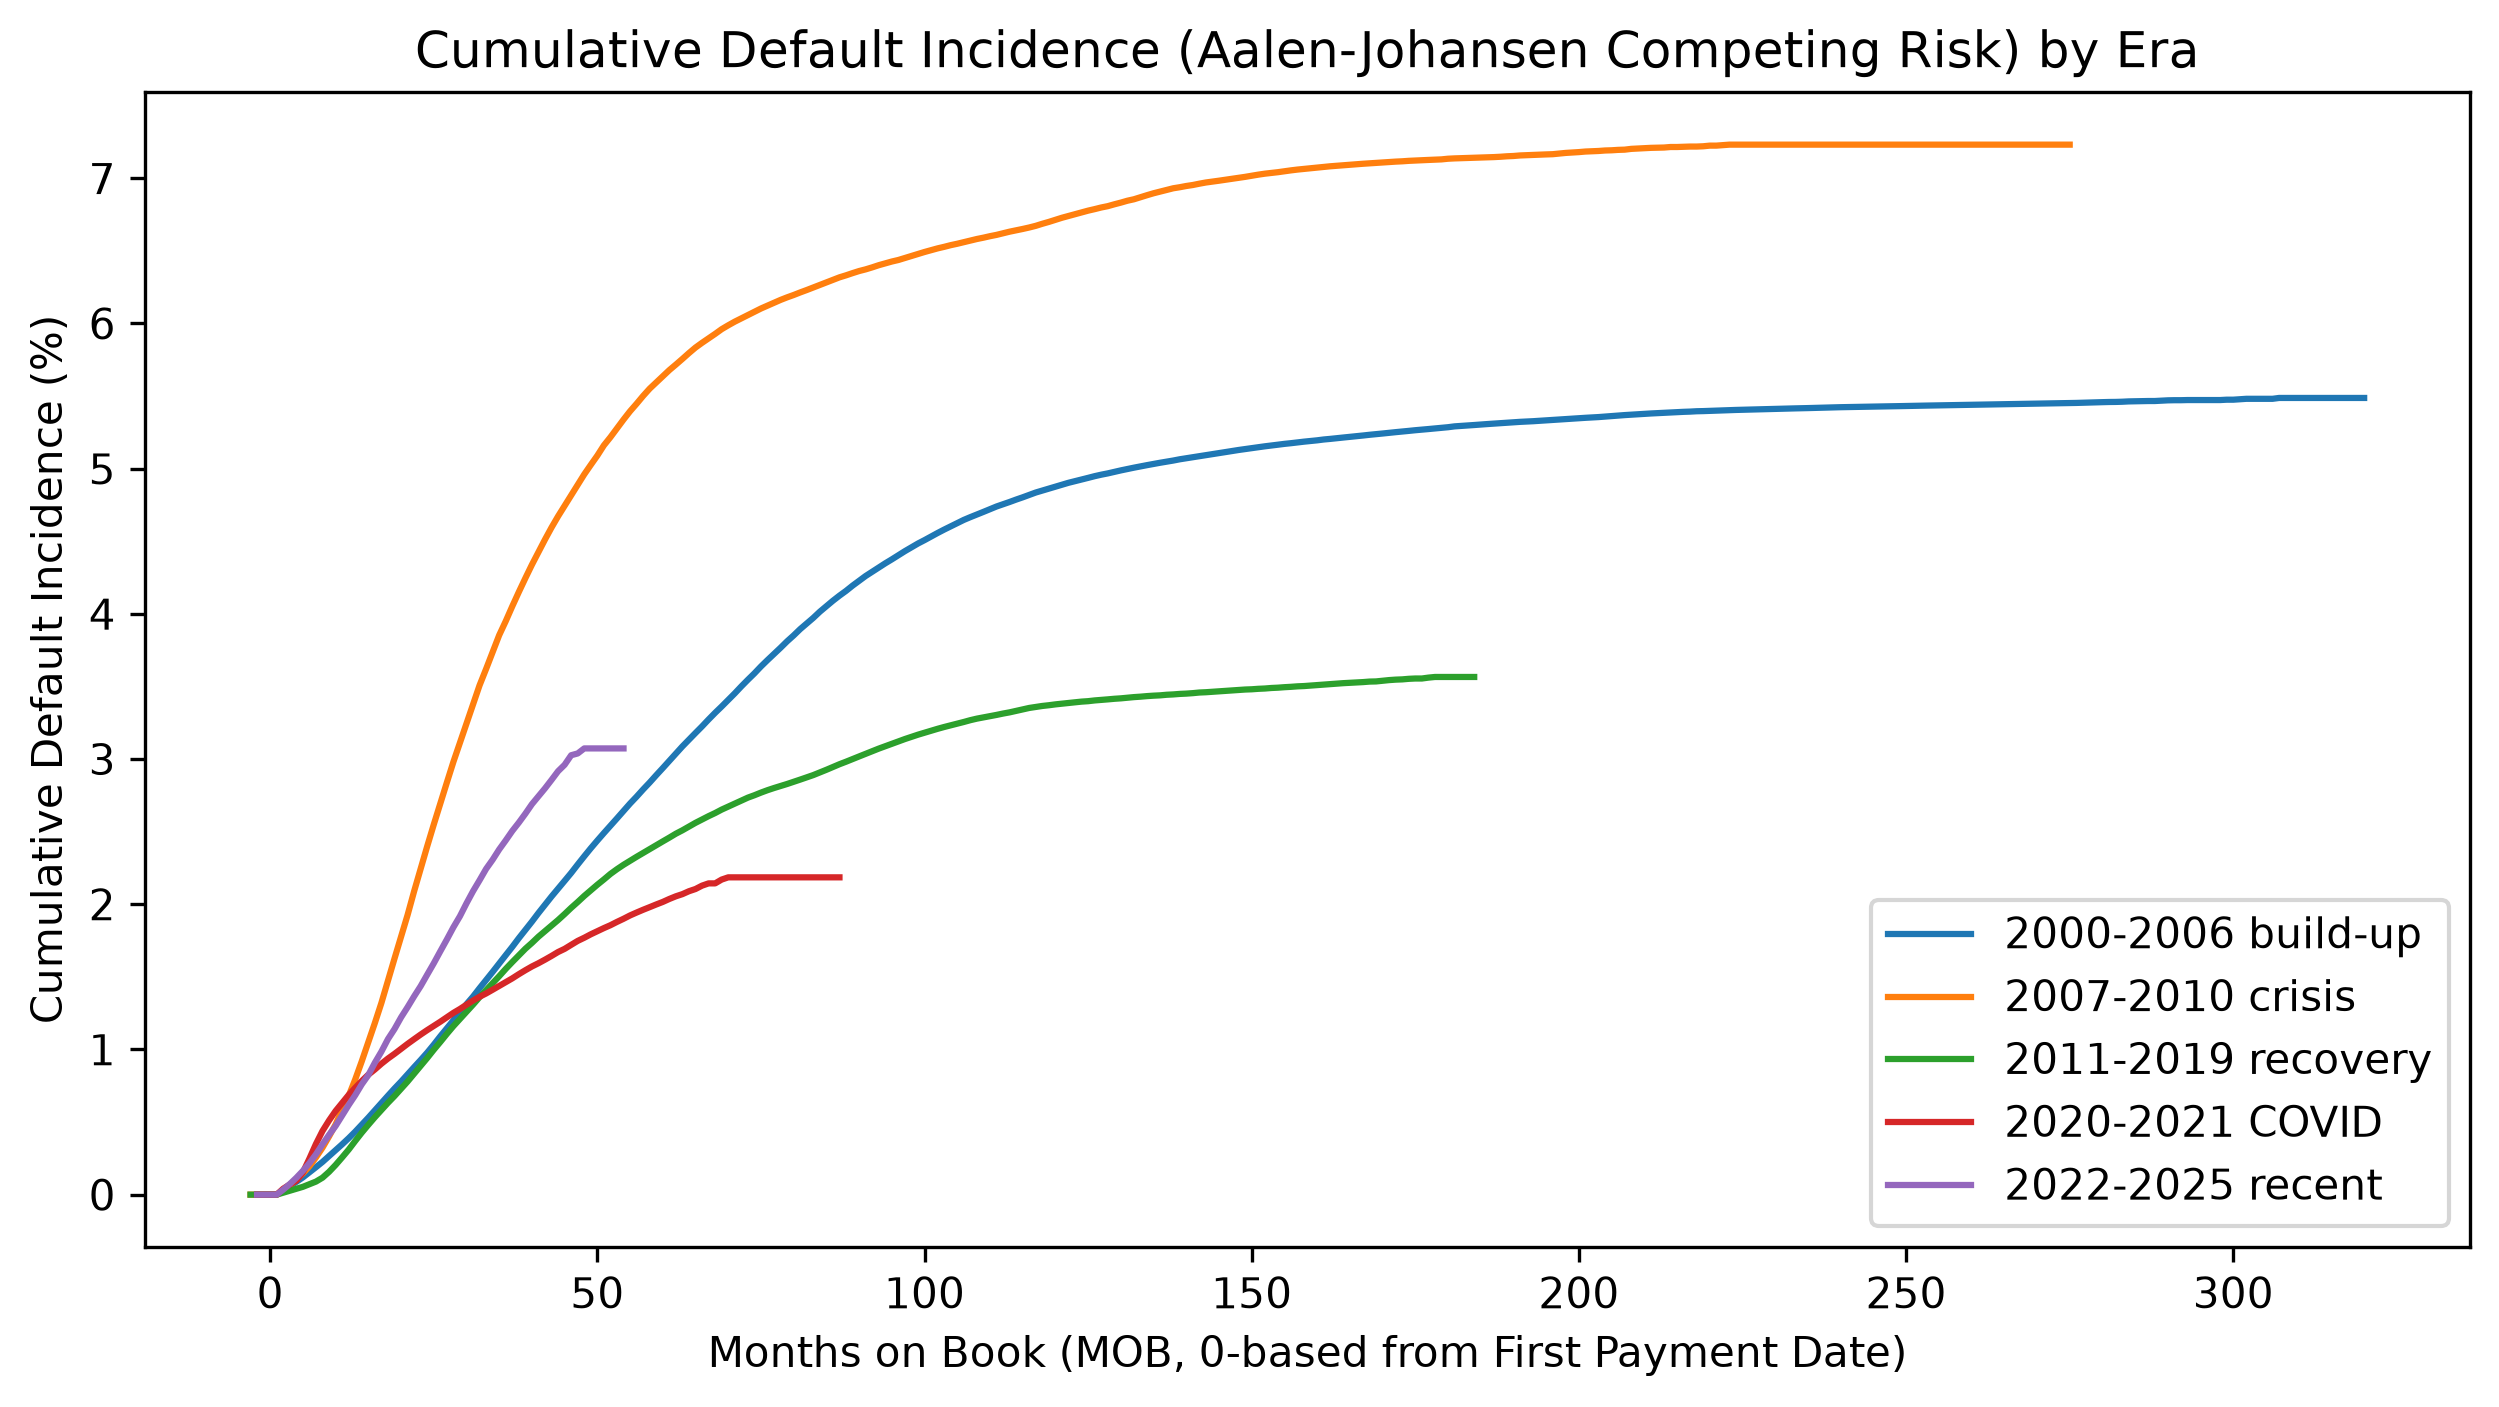 Cumulative Default Incidence (Aalen-Johansen Competing Risk) by Era
Cumulative Default Incidence (%)
7
6
5
4
3
2
1
0
2000-2006 build-up
2007-2010 crisis
2011-2019 recovery
2020-2021 COVID
2022-2025 recent
0 50 100 150 200 250 300
Months on Book (MOB, 0-based from First Payment Date)